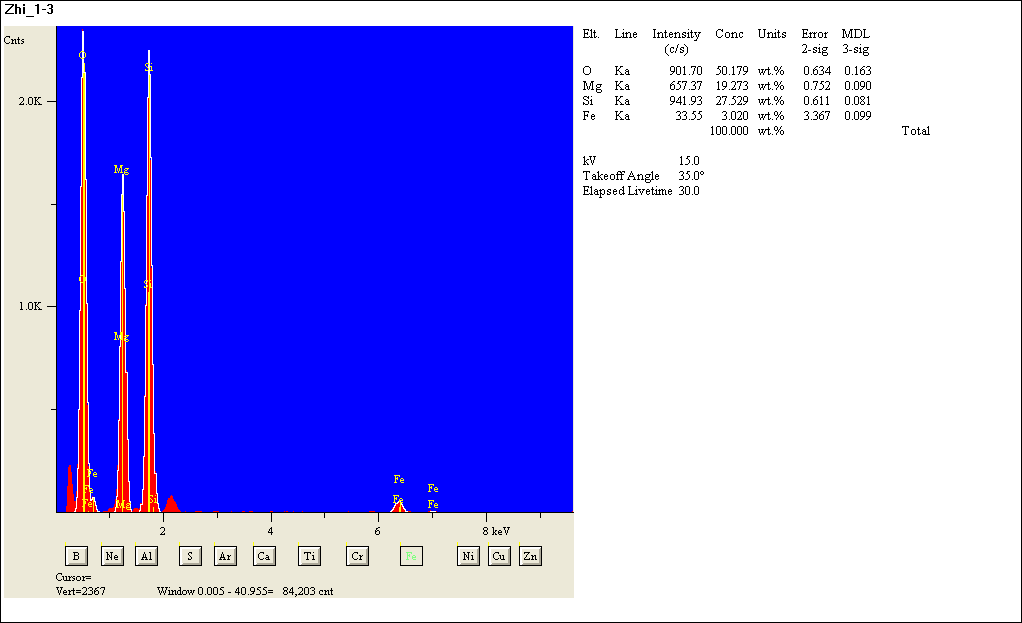 Zhi_1-3
Cnts
2.0K
1.0K
O
Si
Mg
O
Si
Mg
Fe
Fe
Fe
Mg
Si
Fe
Fe
Fe
Fe
2 4 6 8 keV
B Ne Al S Ar Ca Ti Cr Fe Ni Cu Zn
Cursor=
Vert=2367 Window 0.005 - 40.955= 84,203 cnt
Elt. Line Intensity Conc Units Error MDL
(c/s) 2-sig 3-sig
O Ka 901.70 50.179 wt.% 0.634 0.163
Mg Ka 657.37 19.273 wt.% 0.752 0.090
Si Ka 941.93 27.529 wt.% 0.611 0.081
Fe Ka 33.55 3.020 wt.% 3.367 0.099
100.000 wt.% Total
kV 15.0
Takeoff Angle 35.0°
Elapsed Livetime 30.0